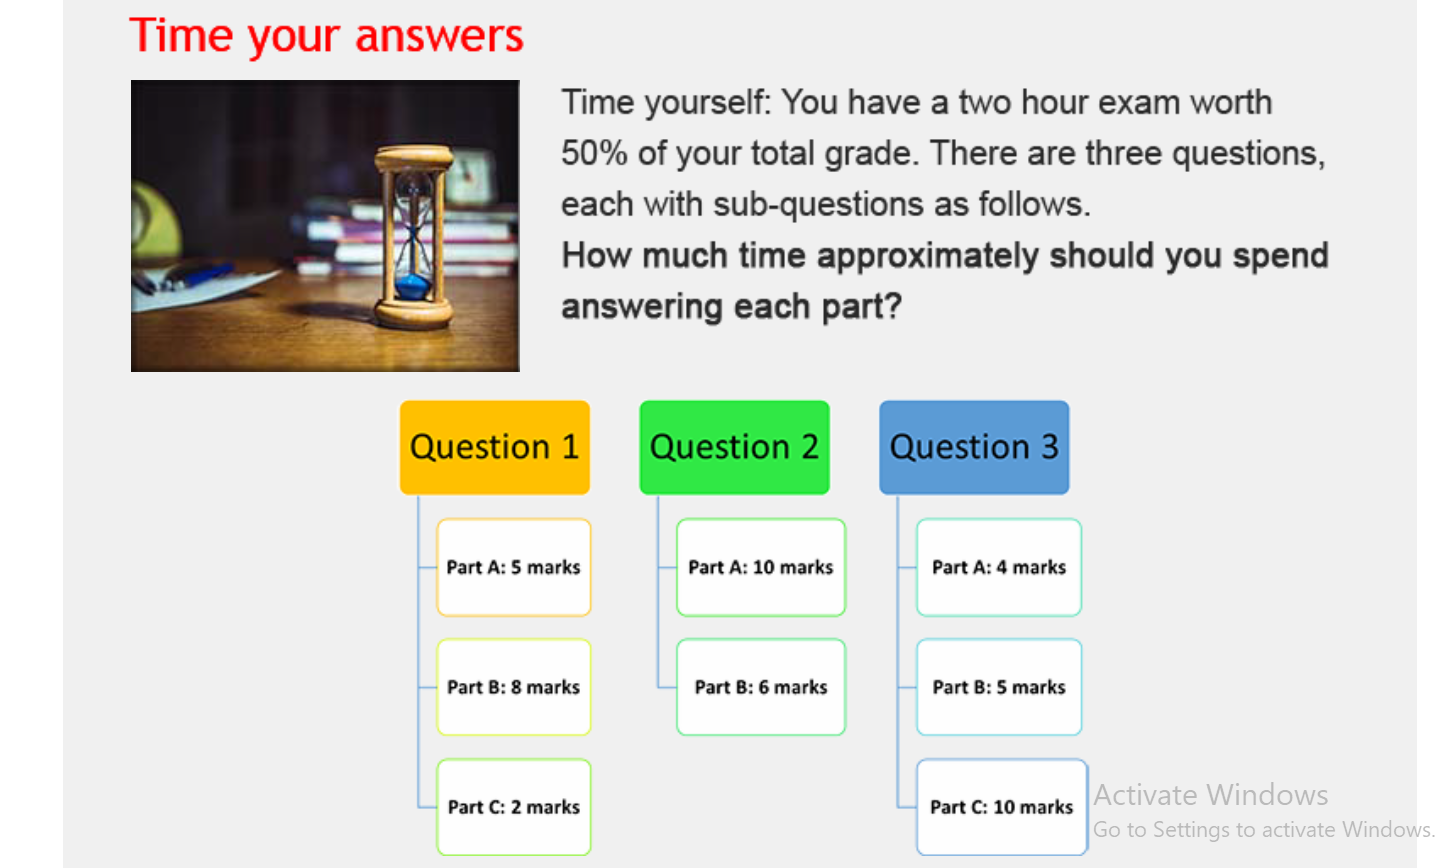 Time your answers
Time yourself: You have a two hour exam worth
50% of your total grade. There are three questions,
each with sub-questions as follows.
How much time approximately should you spend
answering each part?
Question 1
Part A: 5 marks
Part B: 8 marks
Part C: 2 marks
Question 2
Part A: 10 marks
Part B: 6 marks
Question 3
Part A: 4 marks
Part B: 5 marks
Part C: 10 marks
Activate Windows
Go to Settings to activate Windows.